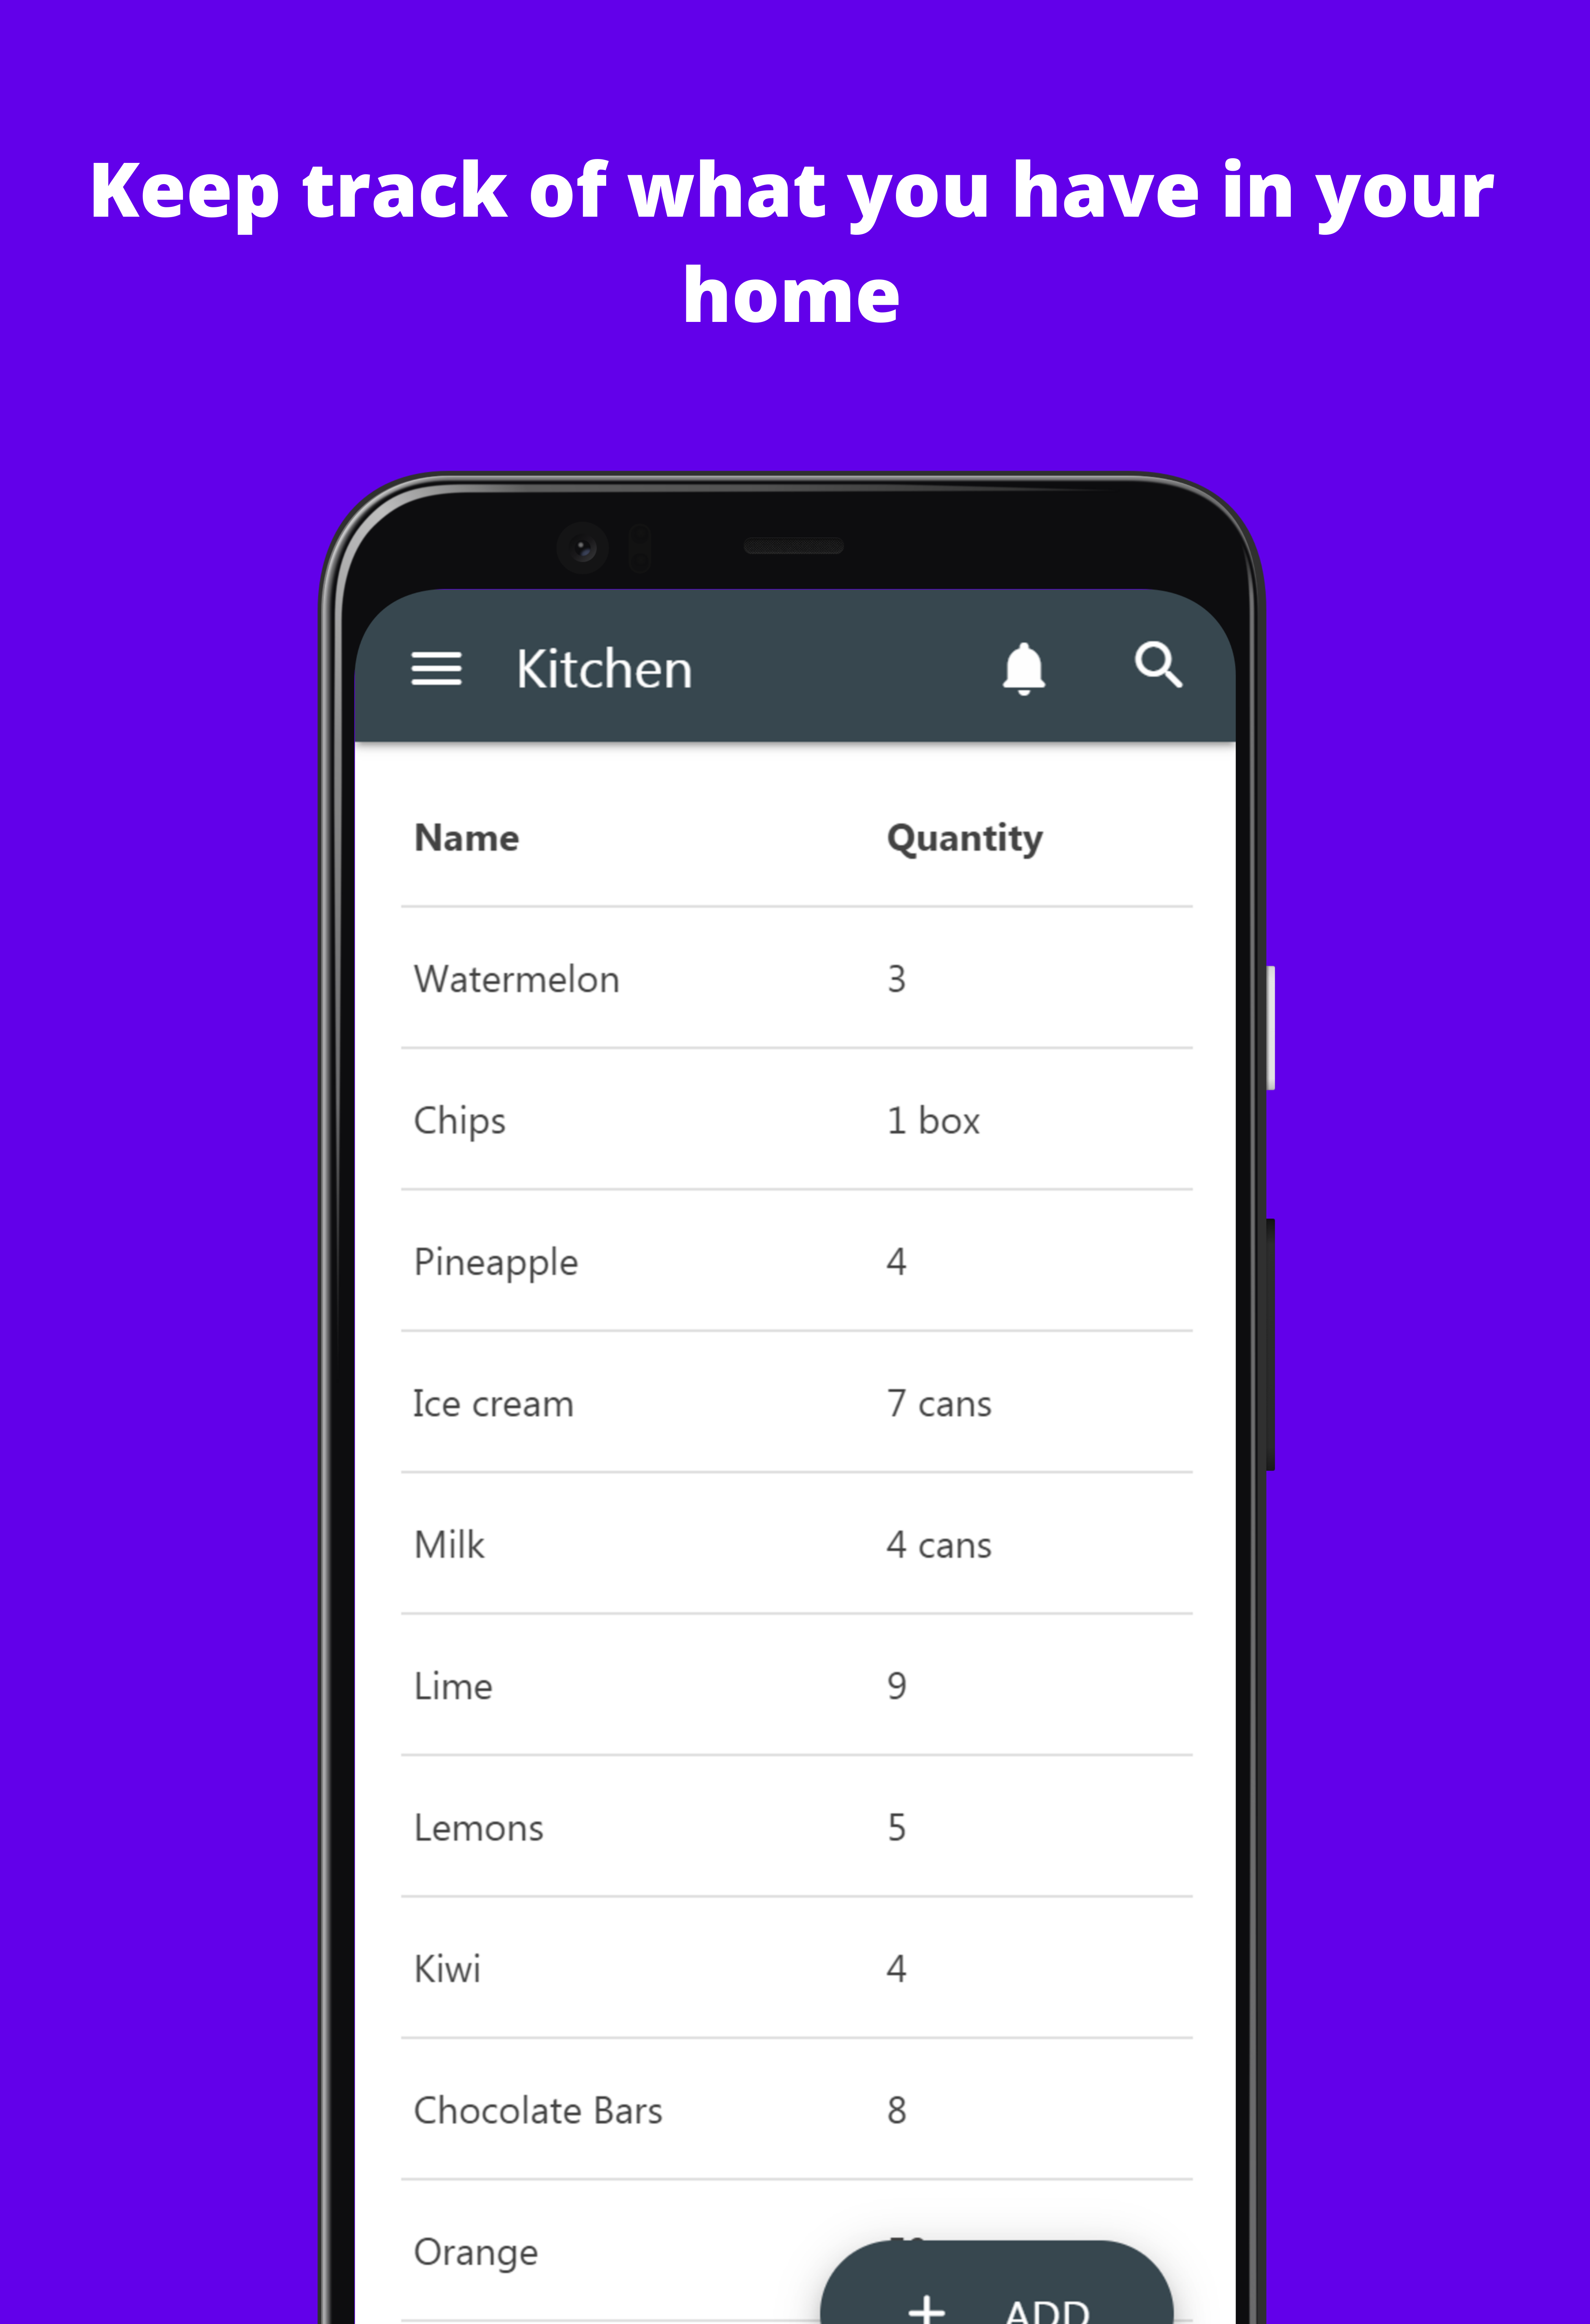 Keep track of what you have in your
home
Kitchen
Name Quantity
Watermelon 3
Chips 1 box
Pineapple 4
Ice cream 7 cans
Milk 4 cans
Lime 9
Lemons 5
Kiwi 4
Chocolate Bars 8
Orange
+ ADD